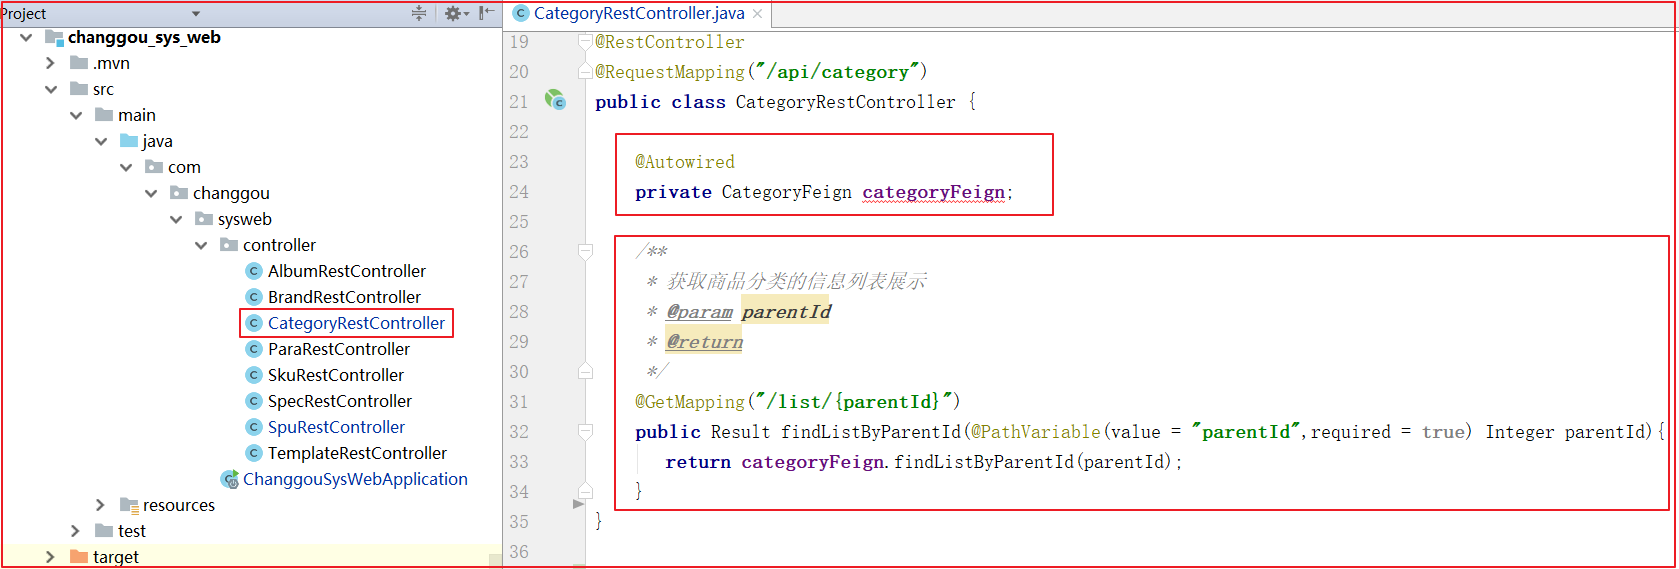 Project
changgou_sys_web
.mvn
src
main
java
com
changgou
sysweb
controller
AlbumRestController
BrandRestController
CategoryRestController
ParaRestController
SkuRestController
SpecRestController
SpuRestController
TemplateRestController
ChanggouSysWebApplication
resources
test
target
CategoryRestController.java
19 @RestController
20 @RequestMapping("/api/category")
21 public class CategoryRestController {
22
23 @Autowired
24 private CategoryFeign categoryFeign;
25
26 /**
27 * 获取商品分类的信息列表展示
28 * @param parentId
29 * @return
30 */
31 @GetMapping("/list/{parentId}")
32 public Result findListByParentId(@PathVariable(value = "parentId",required = true) Integer parentId){
33 return categoryFeign.findListByParentId(parentId);
34 }
35 }
36